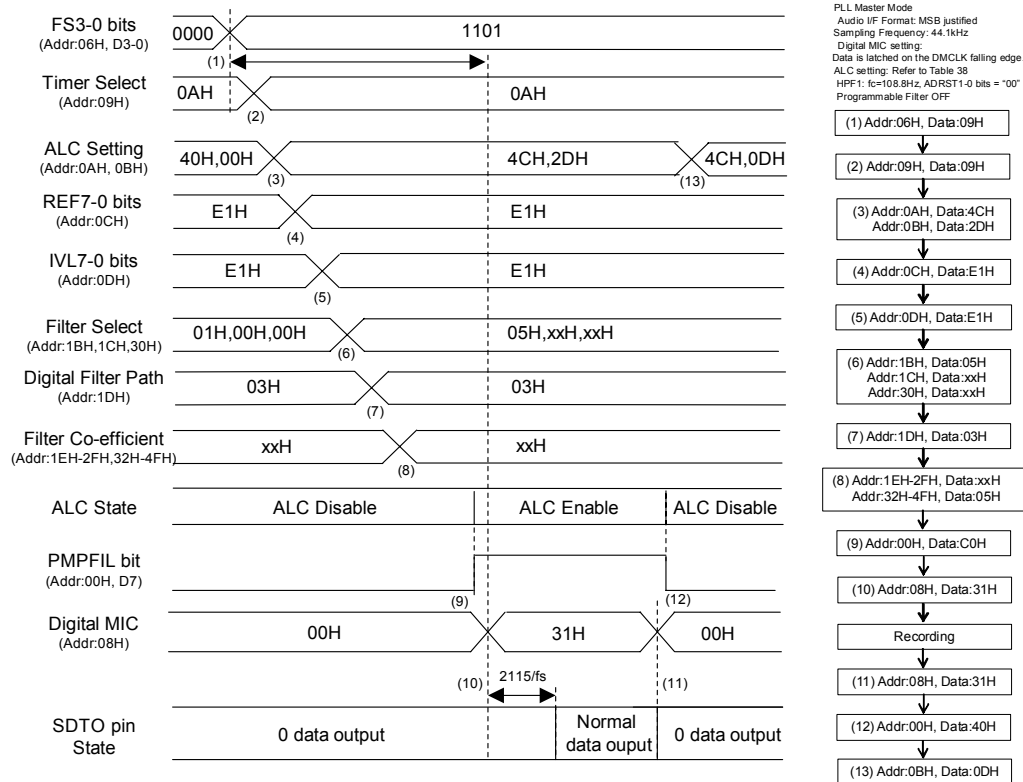 FS3-0 bits
(Addr:06H, D3-0)
0000
1101
(1)
Timer Select
(Addr:09H)
0AH
0AH
(2)
ALC Setting
(Addr:0AH, 0BH)
40H,00H
4CH,2DH
4CH,0DH
(3)
(13)
REF7-0 bits
(Addr:0CH)
E1H
E1H
(4)
IVL7-0 bits
(Addr:0DH)
E1H
E1H
(5)
Filter Select
(Addr:1BH,1CH,30H)
01H,00H,00H
05H,xxH,xxH
(6)
Digital Filter Path
(Addr:1DH)
03H
03H
(7)
Filter Co-efficient
(Addr:1EH-2FH,32H-4FH)
xxH
xxH
(8)
ALC State
ALC Disable
ALC Enable
ALC Disable
PMPFIL bit
(Addr:00H, D7)
(9)
(12)
Digital MIC
(Addr:08H)
00H
31H
00H
(10)
2115/fs
(11)
SDTO pin
State
0 data output
Normal
data ouput
0 data output
PLL Master Mode
Audio I/F Format: MSB justified
Sampling Frequency: 44.1kHz
Digital MIC setting:
Data is latched on the DMCLK falling edge
ALC setting: Refer to Table 38
HPF1: fc=108.8Hz, ADRST1-0 bits = “00”
Programmable Filter OFF
(1) Addr:06H, Data:09H
(2) Addr:09H, Data:09H
(3) Addr:0AH, Data:4CH
Addr:0BH, Data:2DH
(4) Addr:0CH, Data:E1H
(5) Addr:0DH, Data:E1H
(6) Addr:1BH, Data:05H
Addr:1CH, Data:xxH
Addr:30H, Data:xxH
(7) Addr:1DH, Data:03H
(8) Addr:1EH-2FH, Data:xxH
Addr:32H-4FH, Data:05H
(9) Addr:00H, Data:C0H
(10) Addr:08H, Data:31H
Recording
(11) Addr:08H, Data:31H
(12) Addr:00H, Data:40H
(13) Addr:0BH, Data:0DH